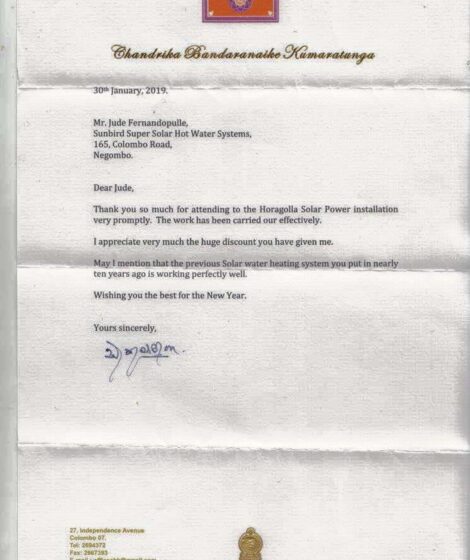 Chandrika Bandaranaike Kumaratunga
30th January, 2019.
Mr. Jude Fernandopulle,
Sunbird Super Solar Hot Water Systems,
165, Colombo Road,
Negombo.
Dear Jude,
Thank you so much for attending to the Horagolla Solar Power installation
very promptly. The work has been carried our effectively.
I appreciate very much the huge discount you have given me.
May I mention that the previous Solar water heating system you put in nearly
ten years ago is working perfectly well.
Wishing you the best for the New Year.
Yours sincerely,
27, Independence Avenue
Colombo 07.
Tel: 2694372
Fax: 2667393